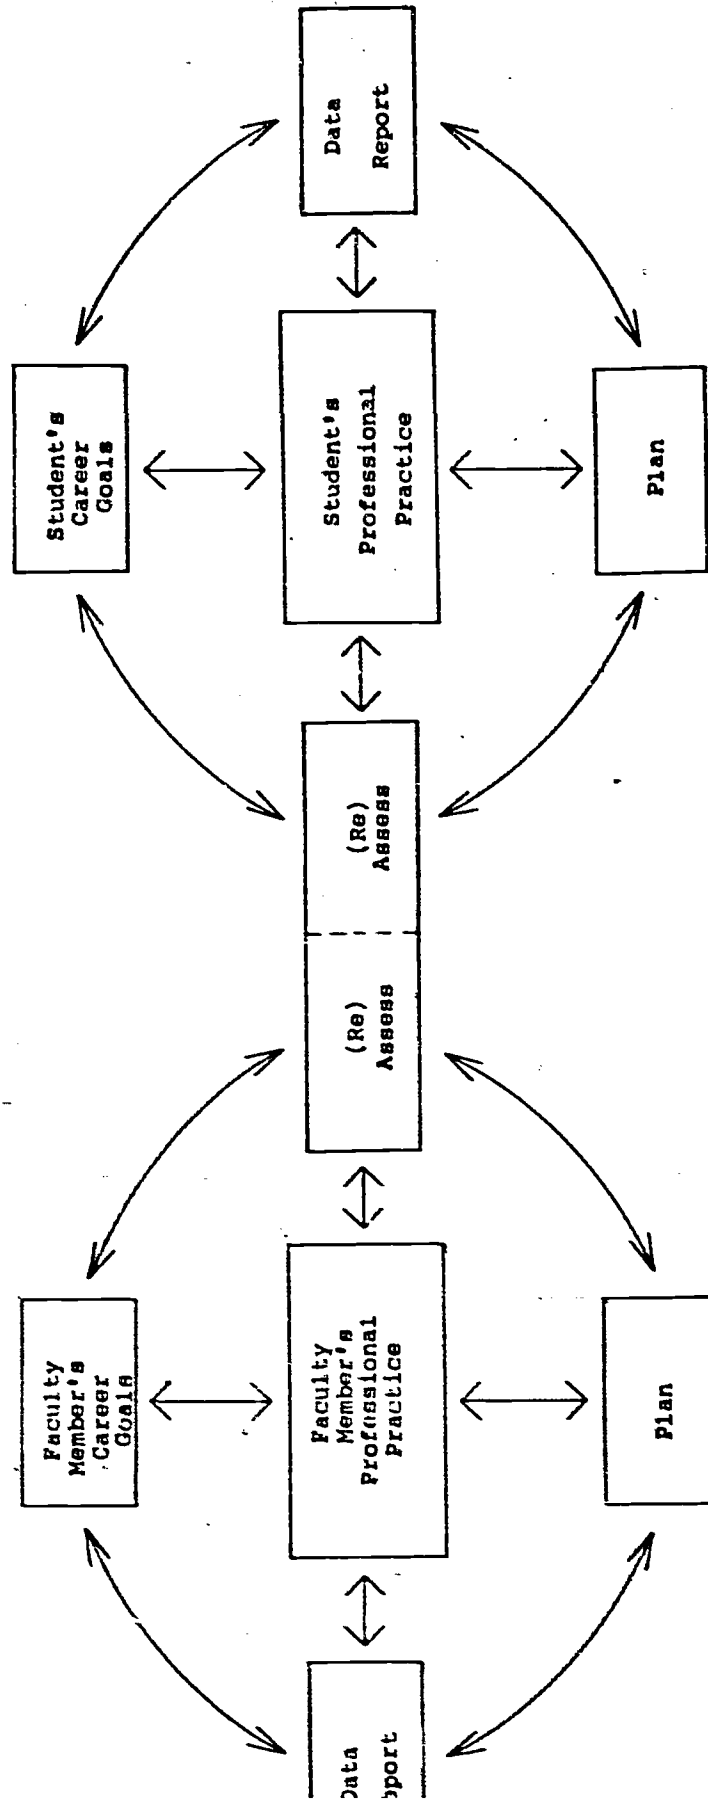 Faculty
Member's
Career
Goals
Student's
Career
Goals
Data
Faculty
Member's
Professional
Practice
(Re)
Assess
(Re)
Assess
Student's
Professional
Practice
Data
Report
Plan
Plan